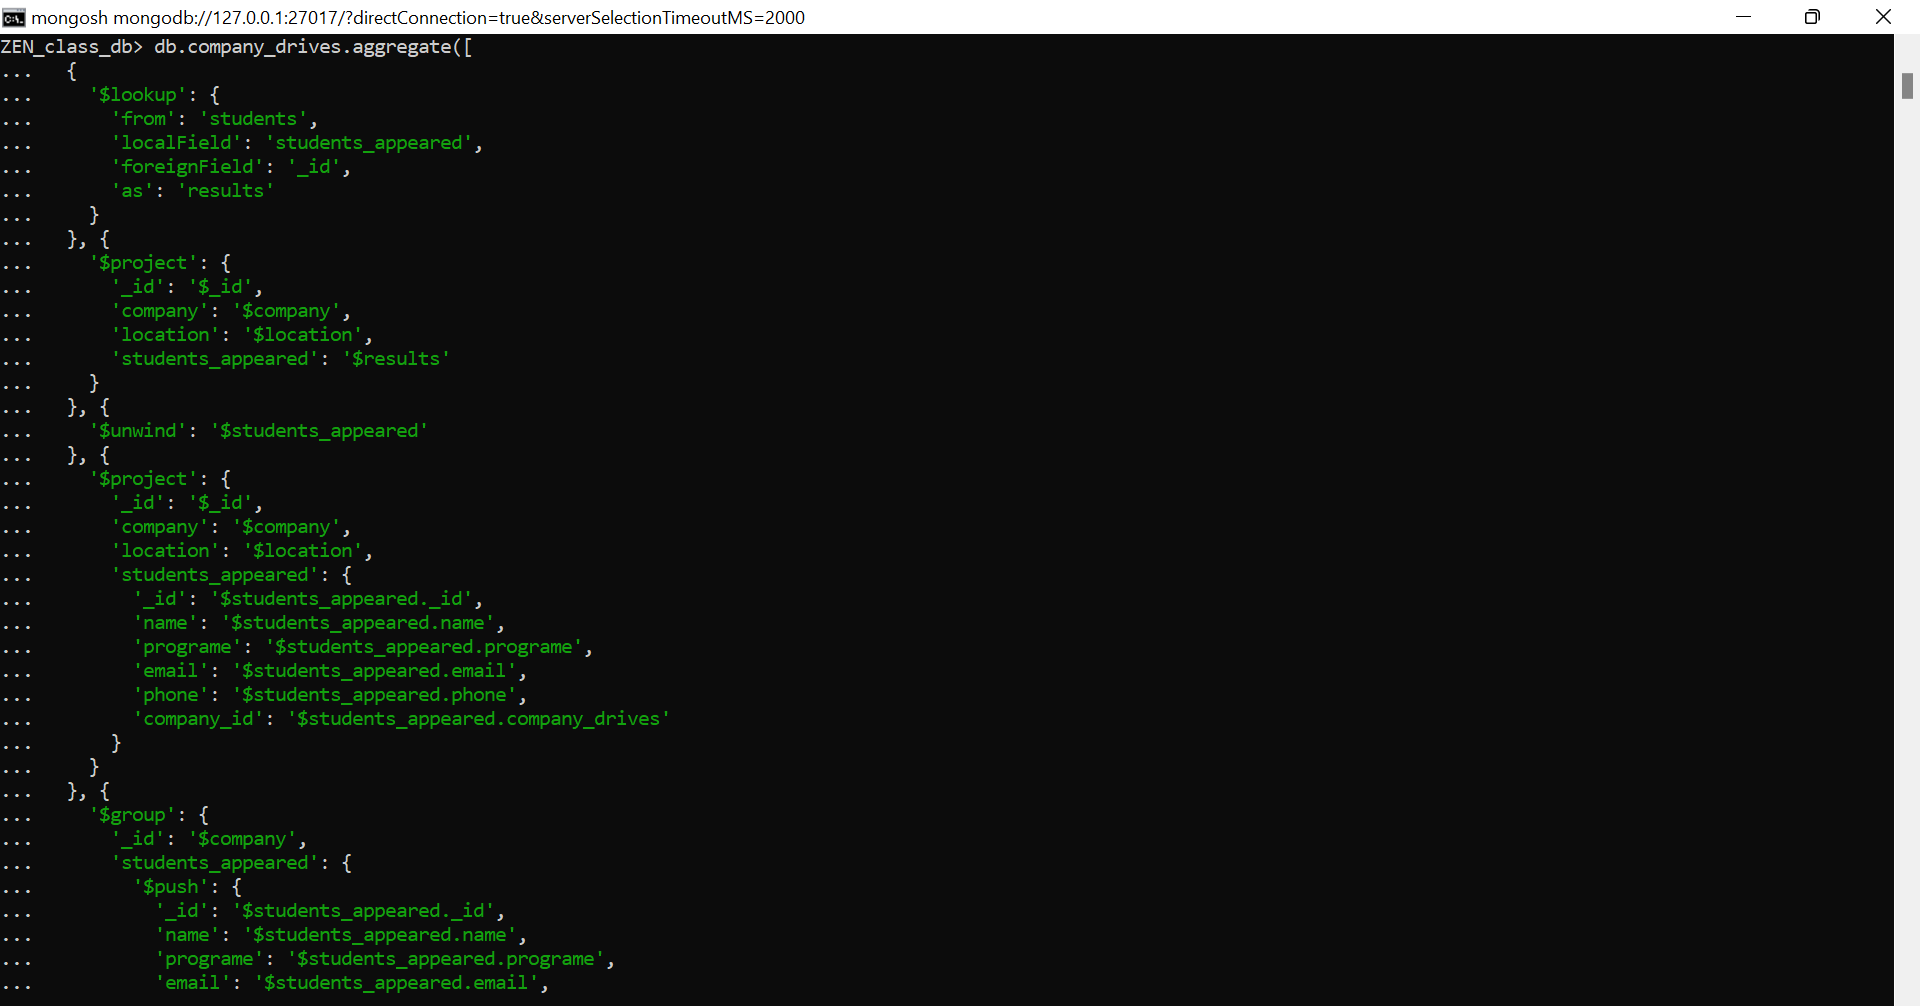 mongosh mongodb://127.0.0.1:27017/?directConnection=true&serverSelectionTimeoutMS=2000
ZEN_class_db> db.company_drives.aggregate([
...   {
...     '$lookup': {
...       'from': 'students',
...       'localField': 'students_appeared',
...       'foreignField': '_id',
...       'as': 'results'
...     }
...   }, {
...     '$project': {
...       '_id': '$_id',
...       'company': '$company',
...       'location': '$location',
...       'students_appeared': '$results'
...     }
...   }, {
...     '$unwind': '$students_appeared'
...   }, {
...     '$project': {
...       '_id': '$_id',
...       'company': '$company',
...       'location': '$location',
...       'students_appeared': {
...         '_id': '$students_appeared._id',
...         'name': '$students_appeared.name',
...         'programe': '$students_appeared.programe',
...         'email': '$students_appeared.email',
...         'phone': '$students_appeared.phone',
...         'company_id': '$students_appeared.company_drives'
...       }
...     }
...   }, {
...     '$group': {
...       '_id': '$company',
...       'students_appeared': {
...         '$push': {
...           '_id': '$students_appeared._id',
...           'name': '$students_appeared.name',
...           'programe': '$students_appeared.programe',
...           'email': '$students_appeared.email',